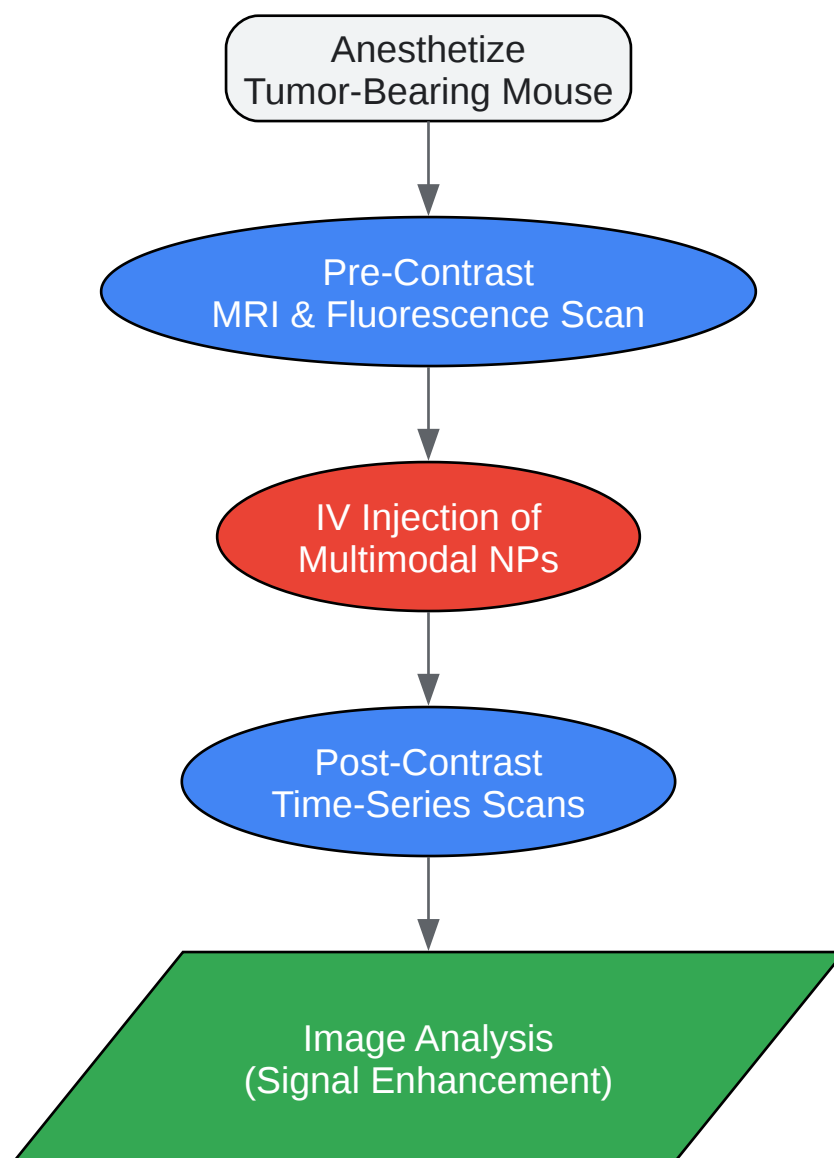 Anesthetize
Tumor-Bearing Mouse
Pre-Contrast
MRI & Fluorescence Scan
IV Injection of
Multimodal NPs
Post-Contrast
Time-Series Scans
Image Analysis
(Signal Enhancement)